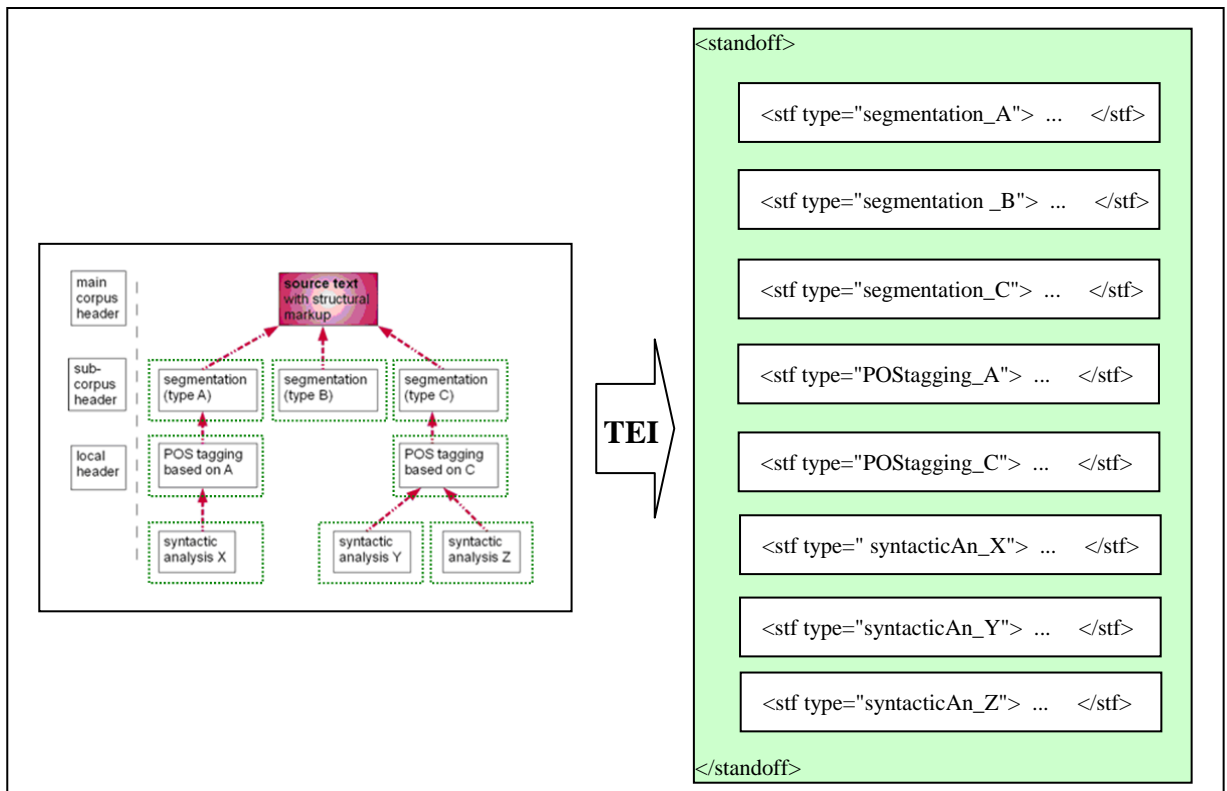 main
corpus
header
source text
with structural
markup
sub-
corpus
header
segmentation
(type A)
segmentation
(type B)
segmentation
(type C)
local
header
POS tagging
based on A
POS tagging
based on C
syntactic
analysis X
syntactic
analysis Y
syntactic
analysis Z
TEI
<standoff>
<stf type="segmentation_A"> ... </stf>
<stf type="segmentation _B"> ... </stf>
<stf type="segmentation_C"> ... </stf>
<stf type="POStagging_A"> ... </stf>
<stf type="POStagging_C"> ... </stf>
<stf type=" syntacticAn_X"> ... </stf>
<stf type="syntacticAn_Y"> ... </stf>
<stf type="syntacticAn_Z"> ... </stf>
</standoff>